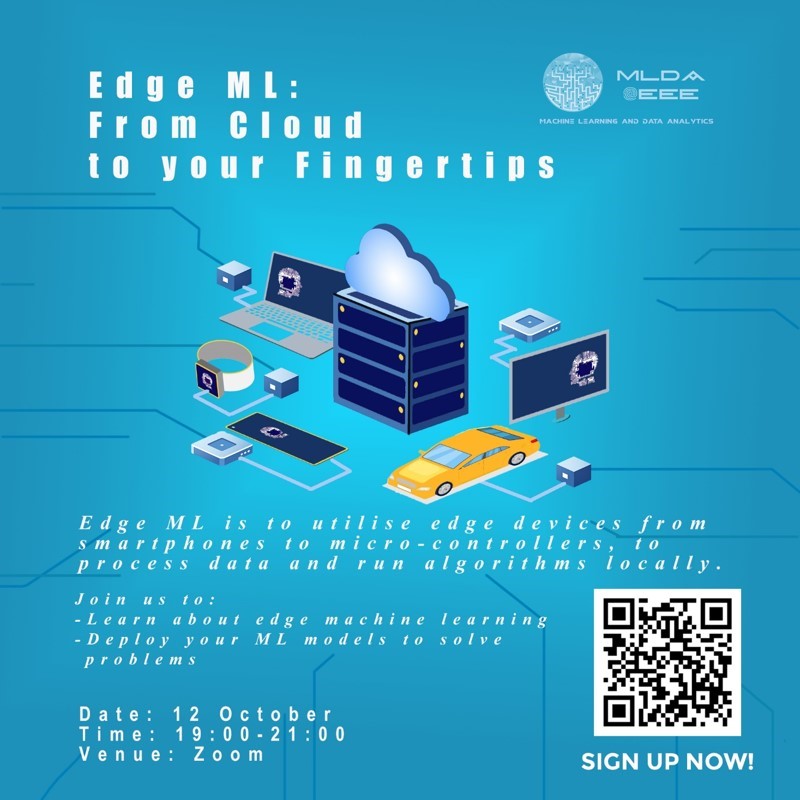 Edge ML:
From Cloud
to your Fingertips
MLDA
@EEE
MACHINE LEARNING AND DATA ANALYTICS
Edge ML is to utilise edge devices from
smartphones to micro-controllers, to
process data and run algorithms locally.
Join us to:
-Learn about edge machine learning
-Deploy your ML models to solve
problems
Date: 12 October
Time: 19:00-21:00
Venue: Zoom
SIGN UP NOW!